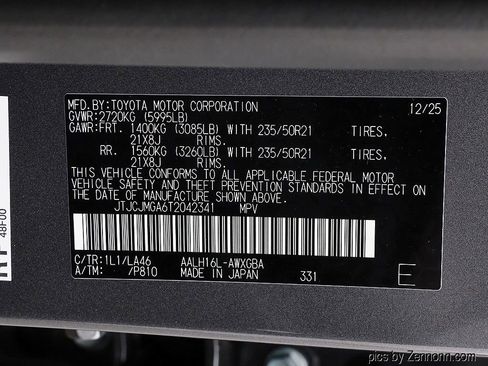 MFD.BY:TOYOTA MOTOR CORPORATION 12/25
GVWR:2720KG (5995LB)
GAWR:FRT. 1400KG (3085LB) WITH 235/50R21 TIRES,
21X8J RIMS.
RR. 1560KG (3260LB) WITH 235/50R21 TIRES,
21X8J RIMS.
THIS VEHICLE CONFORMS TO ALL APPLICABLE FEDERAL MOTOR
VEHICLE SAFETY AND THEFT PREVENTION STANDARDS IN EFFECT ON
THE DATE OF MANUFACTURE SHOWN ABOVE.
JTJCJMGA6T2042341 MPV
C/TR:1L1/LA46 AALH16L-AWXGBA
A/TM: /P810 MADE IN JAPAN 331 E
48F00
pics by Zennomn.com